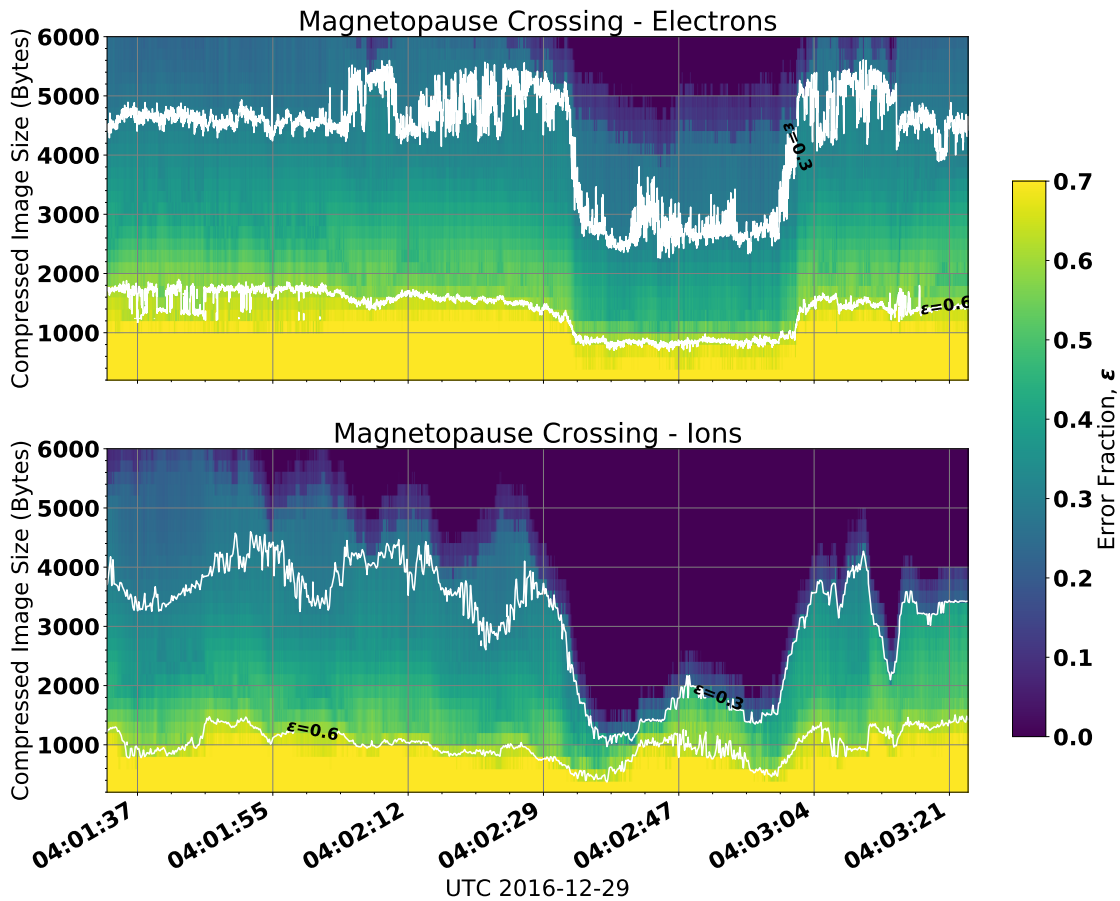 Magnetopause Crossing - Electrons
Compresssed Image Size (Bytes)
6000
5000
4000
3000
2000
1000
ε=0.3
ε=0.6
Magnetopause Crossing - Ions
Compresssed Image Size (Bytes)
6000
5000
4000
3000
2000
1000
ε=0.3
ε=0.6
04:01:37
04:01:55
04:02:12
04:02:29
04:02:47
04:03:04
04:03:21
UTC 2016-12-29
0.7
0.6
0.5
0.4
0.3
0.2
0.1
0.0
Error Fraction, ε